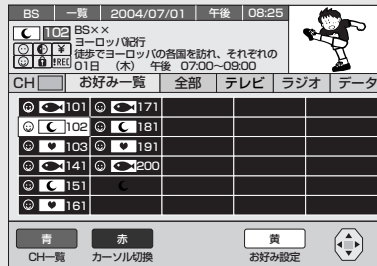 BS 一覧 2004/07/01 午後 08:25
102 BS××
ヨーロッパ紀行
徒歩でヨーロッパの各国を訪れ、それぞれの
01日 (木) 午後 07:00~09:00
¥
!REC
CH お好み一覧 全部 テレビ ラジオ データ
101 171
102 181
103 191
141 200
151
161
青 赤 黄
CH一覧 カーソル切換 お好み設定